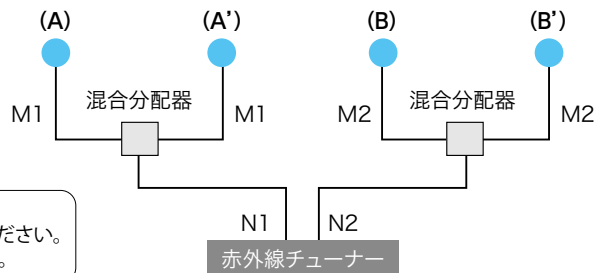 (A) (A’) (B) (B’)
混合分配器 混合分配器
M1 M1 M2 M2
N1 N2
ださい。
。
赤外線チューナー